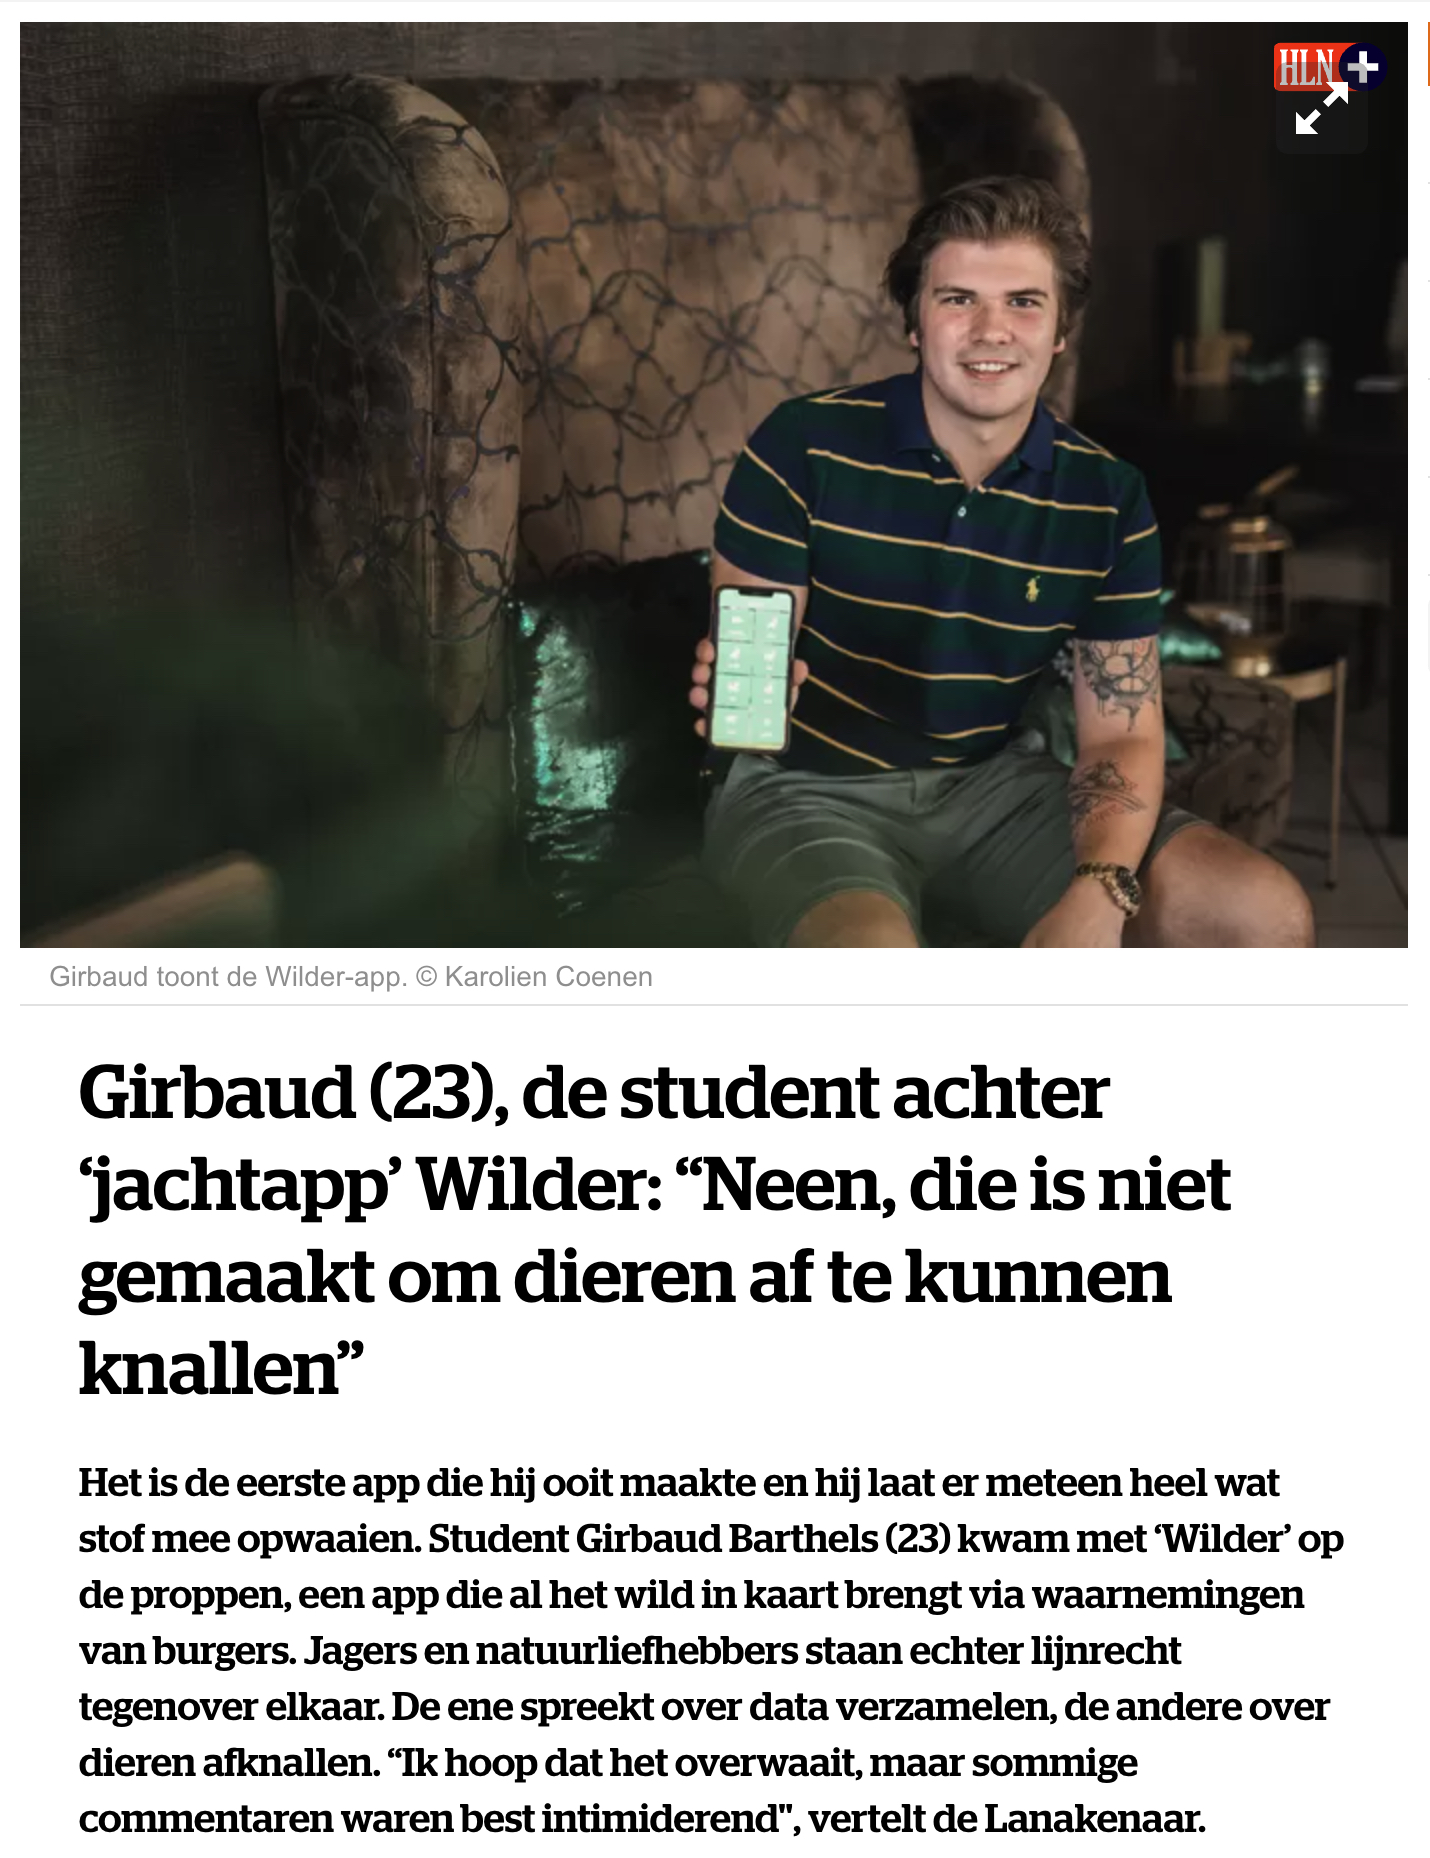 HLN+
Girbaud toont de Wilder-app. © Karolien Coenen
Girbaud (23), de student achter
‘jachtapp’ Wilder: “Neen, die is niet
gemaakt om dieren af te kunnen
knallen”
Het is de eerste app die hij ooit maakte en hij laat er meteen heel wat
stof mee opwaaien. Student Girbaud Barthels (23) kwam met ‘Wilder’ op
de proppen, een app die al het wild in kaart brengt via waarnemingen
van burgers. Jagers en natuurliefhebbers staan echter lijnrecht
tegenover elkaar. De ene spreekt over data verzamelen, de andere over
dieren afknallen. “Ik hoop dat het overwaait, maar sommige
commentaren waren best intimiderend", vertelt de Lanakenaar.